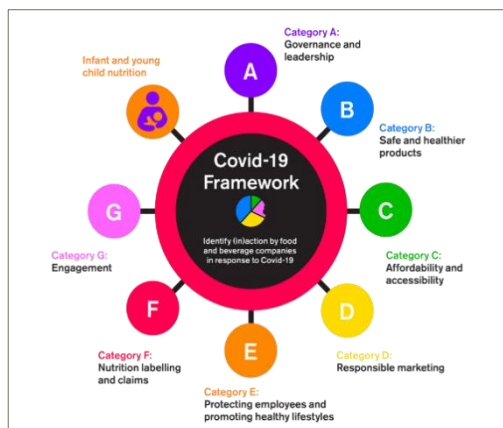 Category A:
Governance and
leadership
A
Infant and young
child nutrition
B
Category B:
Safe and healthier
products
Covid-19
Framework
Identify (in)action by food
and beverage companies
in response to Covid-19
C
Category C:
Affordability and
accessibility
D
Category D:
Responsible marketing
E
Category E:
Protecting employees and
promoting healthy lifestyles
F
Category F:
Nutrition labelling
and claims
G
Category G:
Engagement